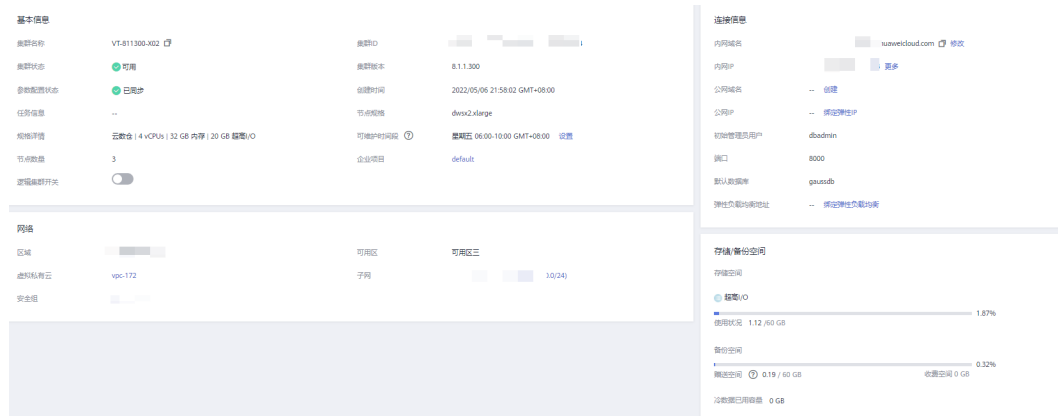 基本信息
集群名称 VT-811300-X02 集群ID
集群状态 可用 集群版本 8.1.1.300
参数配置状态 已同步 创建时间 2022/05/06 21:58:02 GMT+08:00
任务信息 -- 节点规格 dwsx2.xlarge
规格详情 云数仓 | 4 vCPUs | 32 GB 内存 | 20 GB 超高I/O 可维护时间段 星期五 06:00-10:00 GMT+08:00 设置
节点数量 3 企业项目 default
逻辑集群开关
网络
区域 可用区 可用区三
虚拟私有云 vpc-172 子网 .0/24)
安全组
连接信息
内网域名 uaweicloud.com 修改
内网IP 更多
公网域名 -- 创建
公网IP -- 绑定弹性IP
初始管理员用户 dbadmin
端口 8000
默认数据库 gaussdb
弹性负载均衡地址 -- 绑定弹性负载均衡
存储/备份空间
存储空间
超高I/O
1.87%
使用状况 1.12 /60 GB
备份空间
0.32%
赠送空间 0.19 / 60 GB 收费空间 0 GB
冷数据已用容量 0 GB